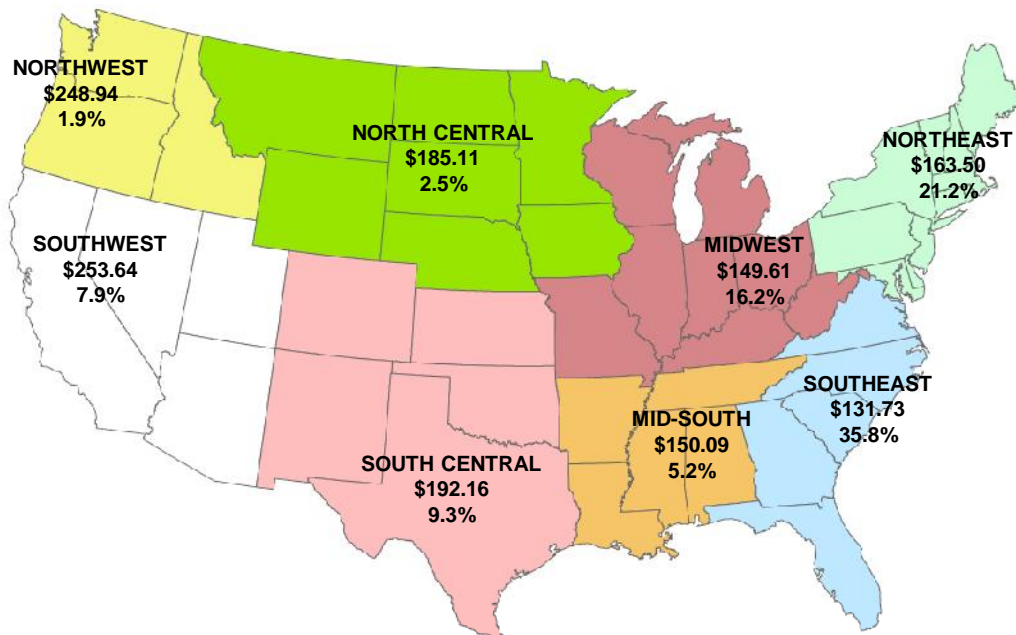 NORTHWEST
$248.94
1.9%
NORTH CENTRAL
$185.11
2.5%
NORTHEAST
$163.50
21.2%
SOUTHWEST
$253.64
7.9%
MIDWEST
$149.61
16.2%
SOUTHEAST
$131.73
35.8%
MID-SOUTH
$150.09
5.2%
SOUTH CENTRAL
$192.16
9.3%